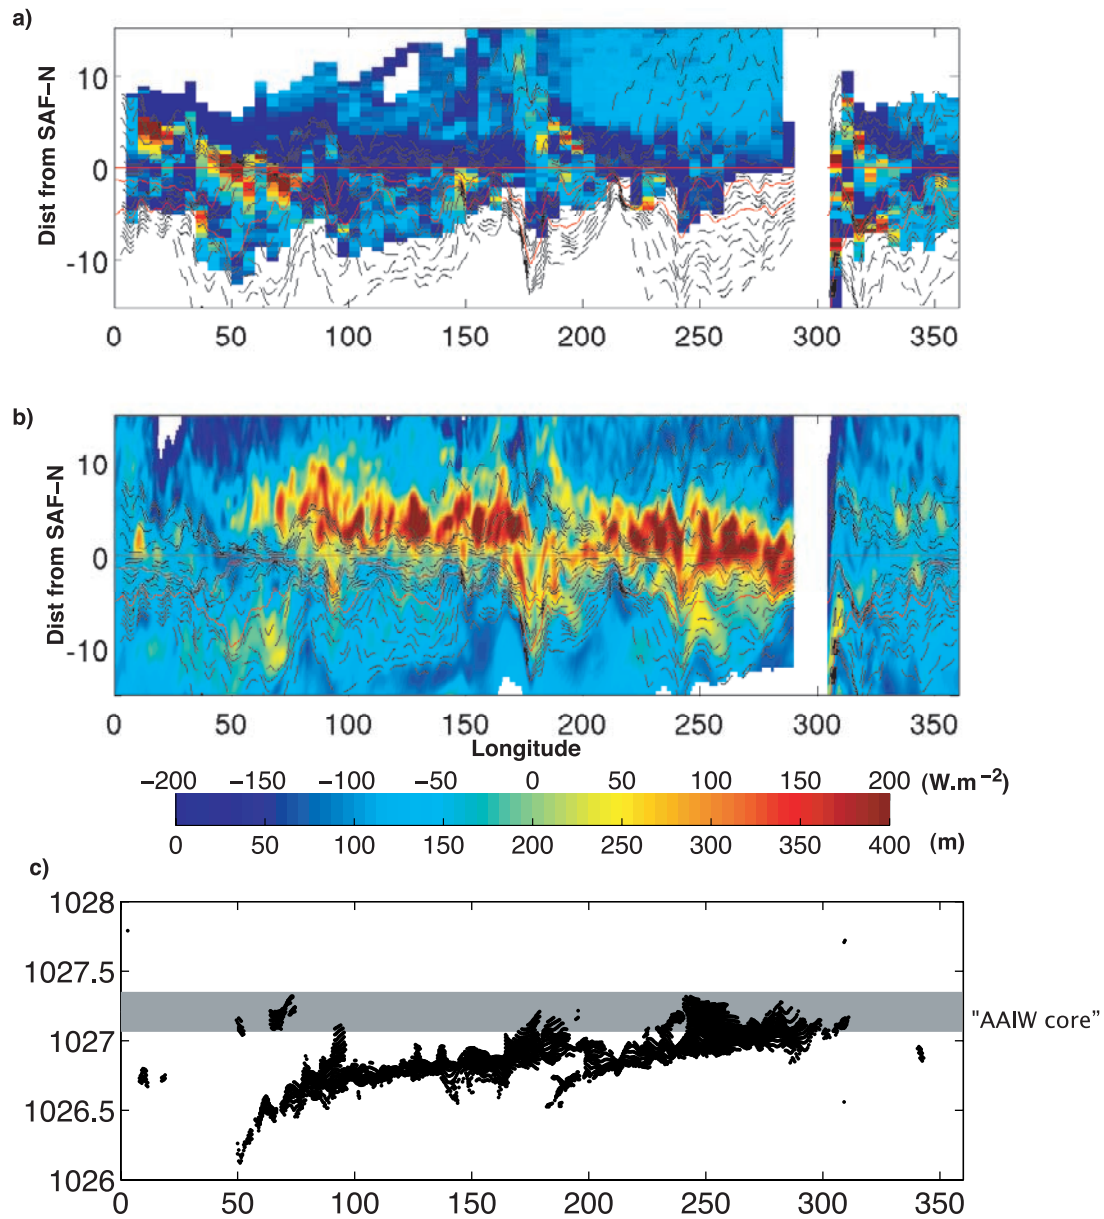 a)
Dist from SAF−N
10
0
-10
0 50 100 150 200 250 300 350
b)
Dist from SAF−N
10
0
-10
0 50 100 150 200 250 300 350
Longitude
−200 −150 −100 −50 0 50 100 150 200 (W.m−2)
0 50 100 150 200 250 300 350 400 (m)
c)
1028
1027.5
1027
1026.5
1026
"AAIW core”
0 50 100 150 200 250 300 350